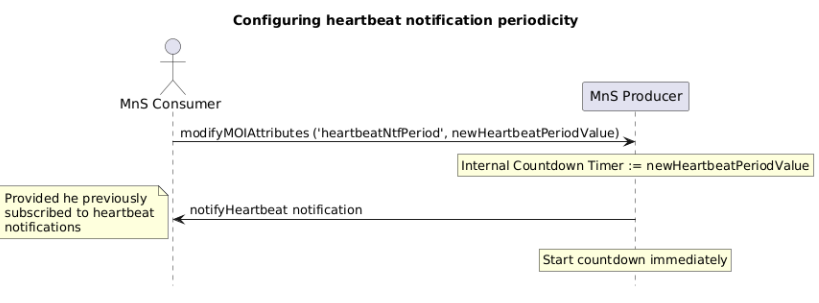 Configuring heartbeat notification periodicity
MnS Consumer
MnS Producer
modifyMOIAttributes ('heartbeatNtfPeriod', newHeartbeatPeriodValue)
Internal Countdown Timer := newHeartbeatPeriodValue
Provided he previously
subscribed to heartbeat
notifications
notifyHeartbeat notification
Start countdown immediately